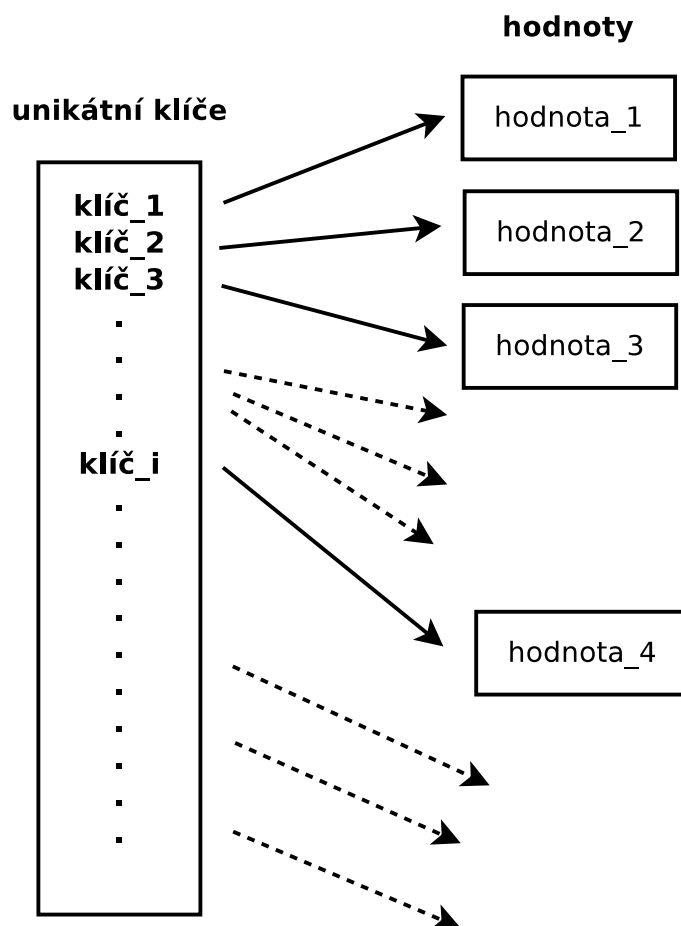 hodnoty
unikátní klíče
klíč_1
klíč_2
klíč_3
.
.
.
.
klíč_i
.
.
.
.
.
.
.
.
.
.
hodnota_1
hodnota_2
hodnota_3
hodnota_4